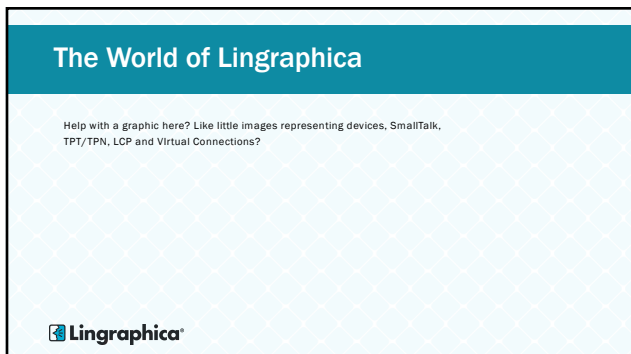 The World of Lingraphica
Help with a graphic here? Like little images representing devices, SmallTalk,
TPT/TPN, LCP and VIrtual Connections?
Lingraphica®